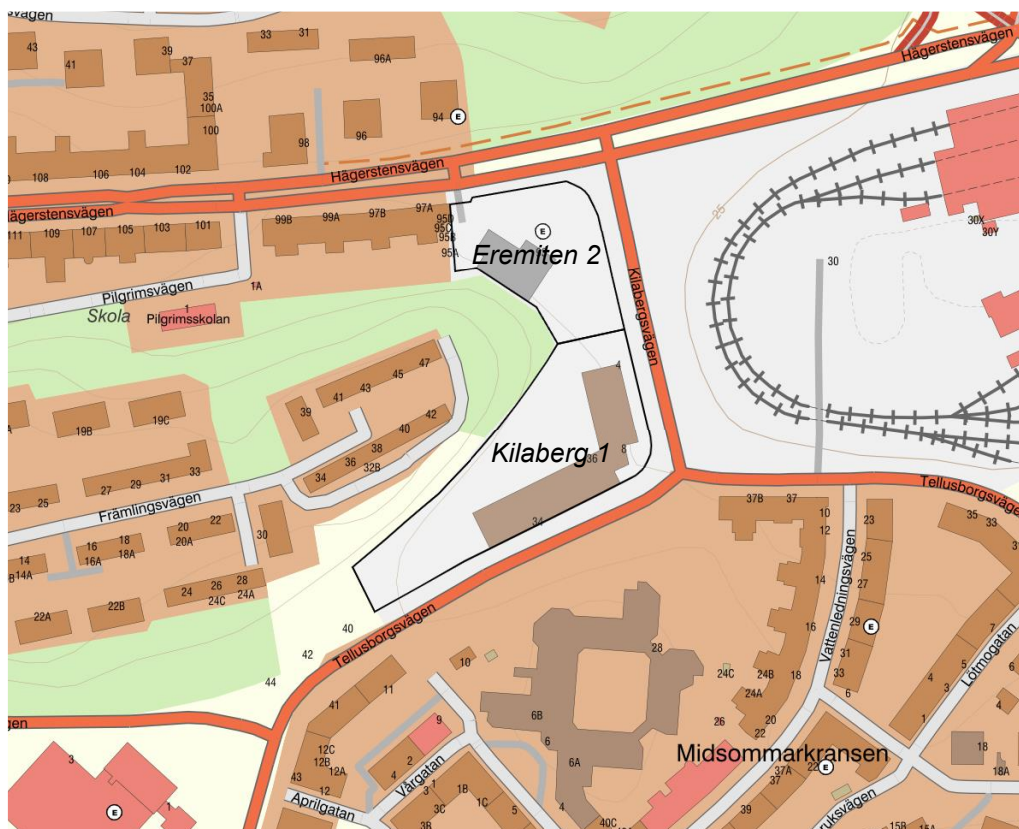 svägen
43
41
39
37
35
100A
100
33
31
96A
94
E
96
98
108
106
104
102
Hägerstensvägen
Hägerstensvägen
Hägerstensvägen
111
109
107
105
103
101
99B
99A
97B
97A
95D
95C
95B
95A
E
Eremiten 2
25
30X
30Y
30
Kilabergsvägen
Pilgrimsvägen
1A
Skola
1
Pilgrimsskolan
47
45
43
41
39
42
40
38
36
32B
34
19B
19C
33
31
29
27
25
23
Främlingsvägen
4
Kilaberg 1
36
8
34
22
20
20A
18
18A
16
16A
14
14A
30
28
26
24
24A
24C
22B
22A
Tellusborgsvägen
Tellusborgsvägen
37B
37
10
12
14
16
18
23
25
27
29
E
31
33
6
35
33
Vattenledningsvägen
7
5
3
4
1
6
4
Lötmogatan
40
42
44
28
24C
24B
24A
26
20
22
10
11
41
9
6B
6
6A
4
Midsommarkransen
18
18A
12C
12B
12A
12
43
2
4
Vårgatan
Aprilgatan
1
3
3C
3B
1B
1C
5
40C
37A
37
22
E
39
ruksvägen
15B
15A
gen
3
1
E